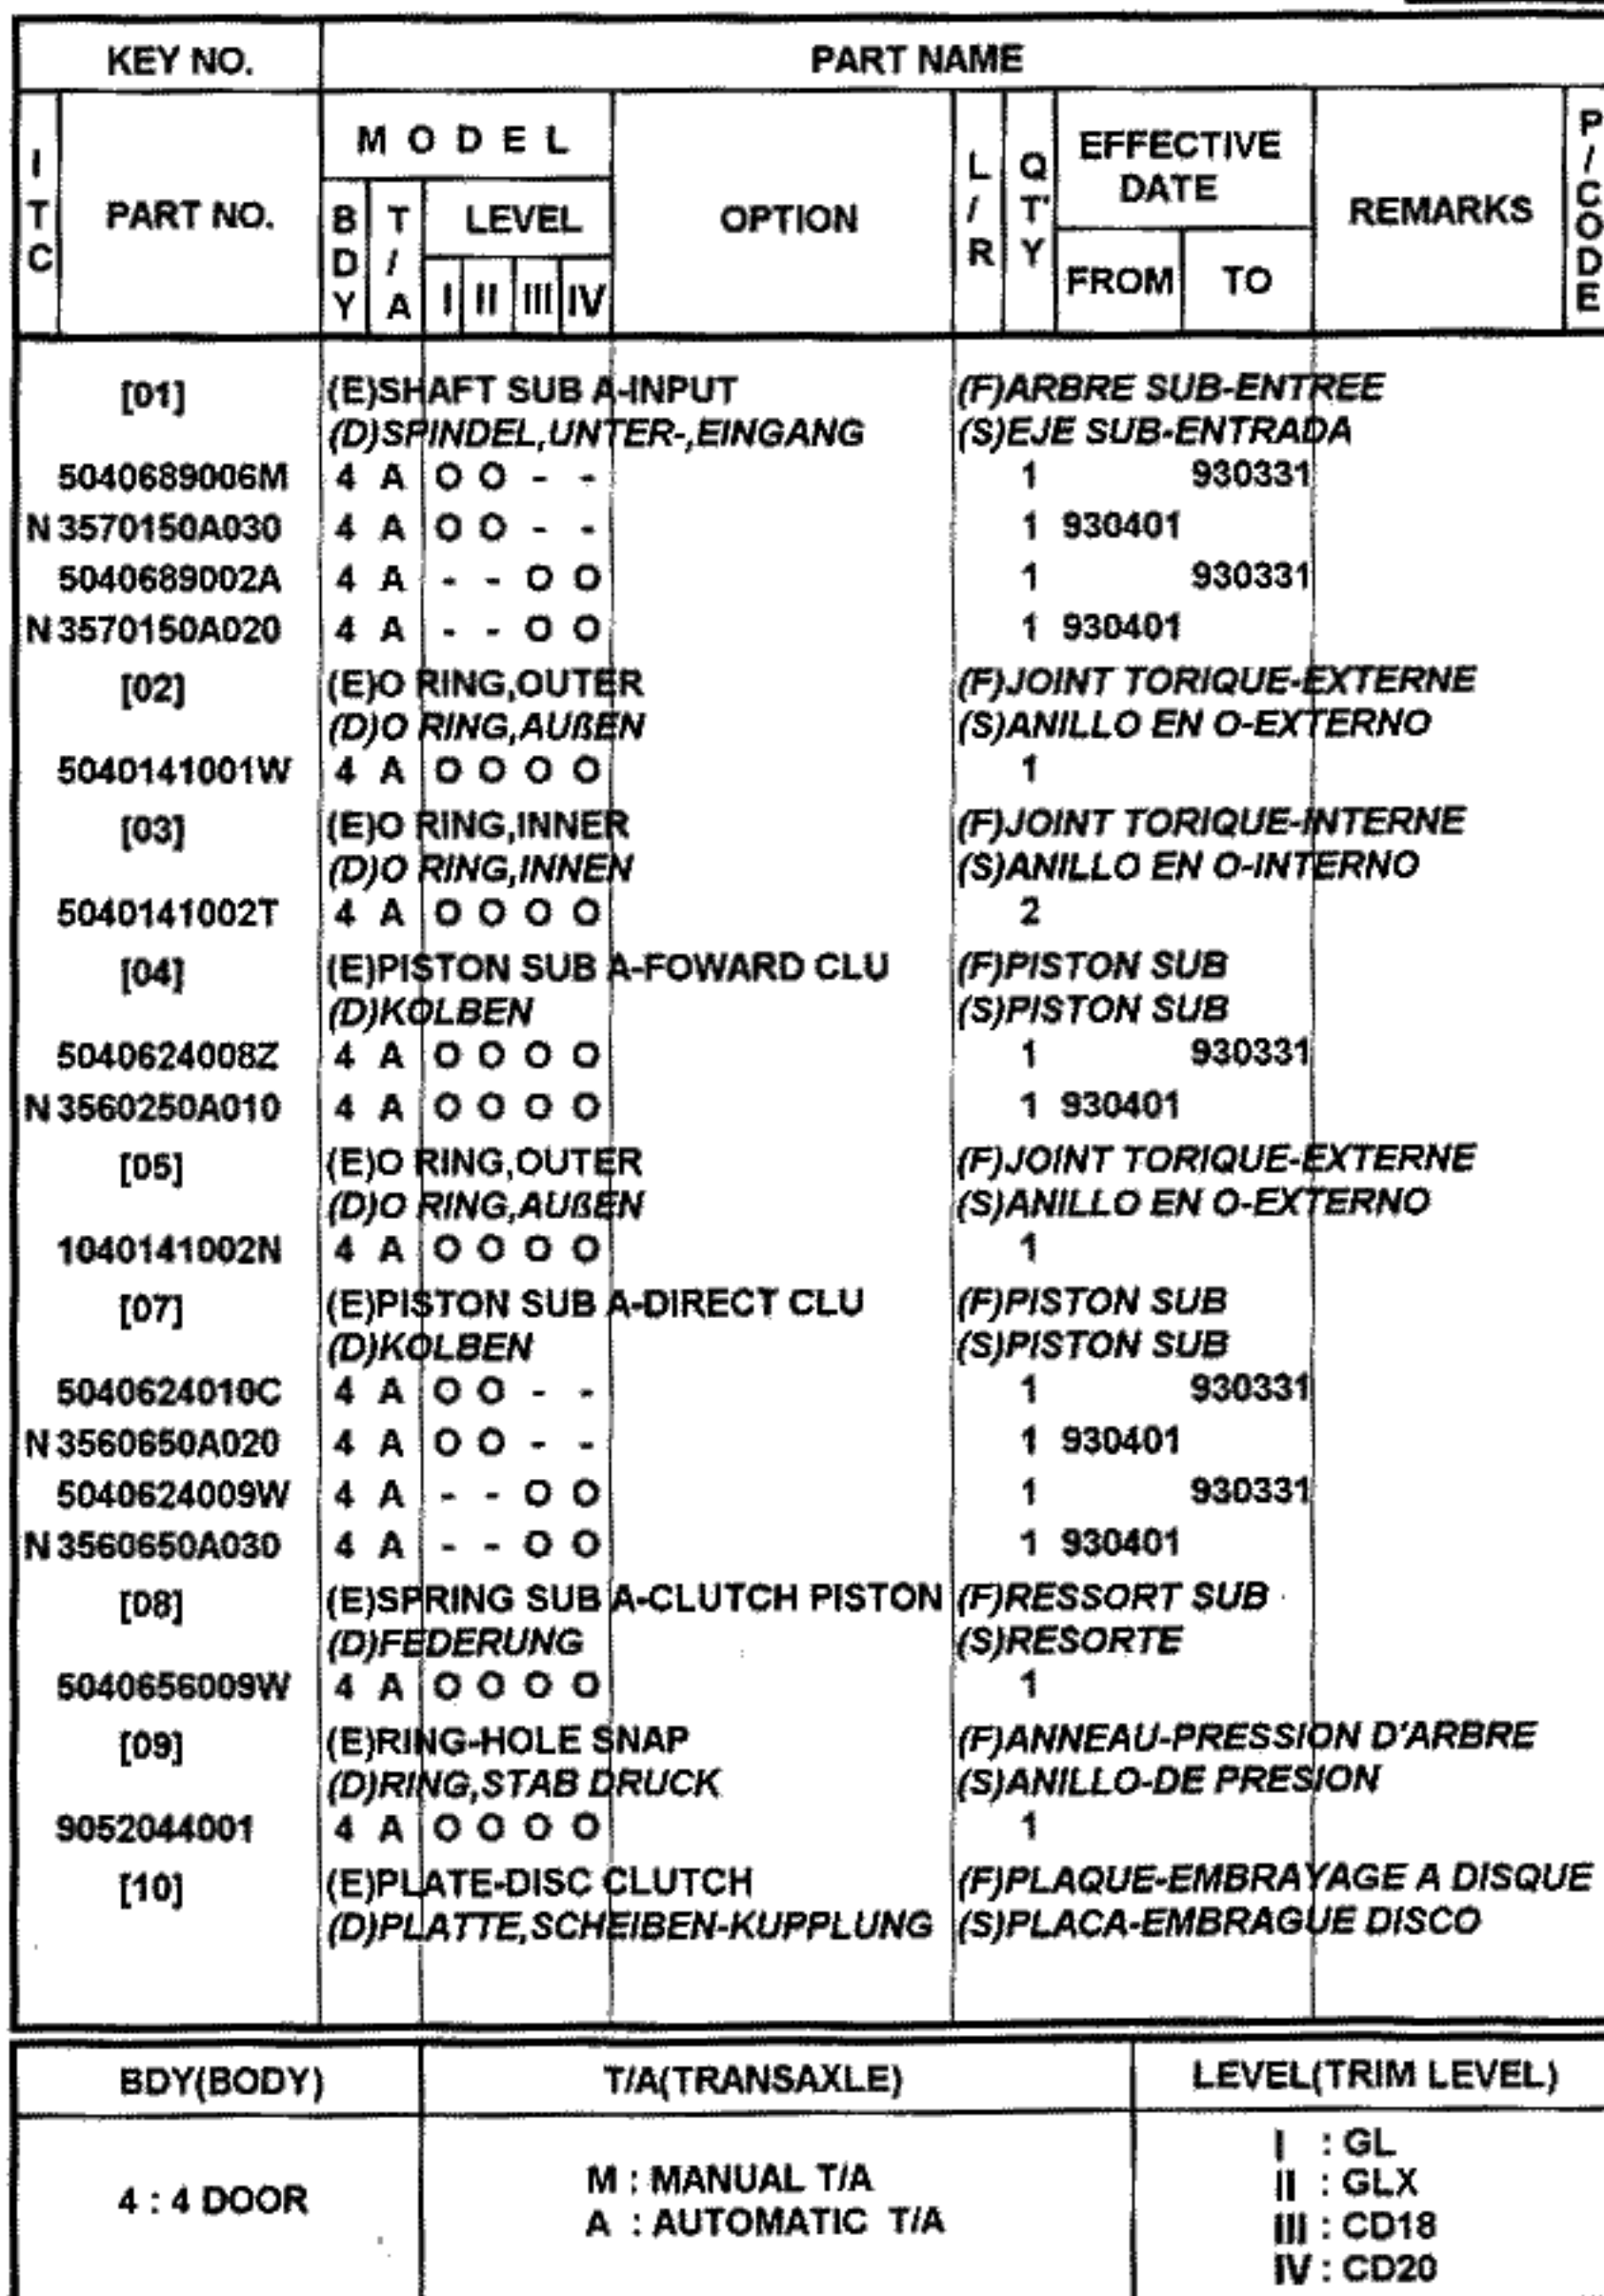 KEY NO. PART NAME
ITC PART NO. MODEL OPTION L/R Q'TY EFFECTIVE DATE REMARKS P/CODE
BDY T/A LEVEL FROM TO
I II III IV
[01] (E)SHAFT SUB A-INPUT (F)ARBRE SUB-ENTREE
(D)SPINDEL,UNTER-,EINGANG (S)EJE SUB-ENTRADA
5040689006M 4 A O O - - 1 930331
N 3570150A030 4 A O O - - 1 930401
5040689002A 4 A - - O O 1 930331
N 3570150A020 4 A - - O O 1 930401
[02] (E)O RING,OUTER (F)JOINT TORIQUE-EXTERNE
(D)O RING,AUßEN (S)ANILLO EN O-EXTERNO
5040141001W 4 A O O O O 1
[03] (E)O RING,INNER (F)JOINT TORIQUE-INTERNE
(D)O RING,INNEN (S)ANILLO EN O-INTERNO
5040141002T 4 A O O O O 2
[04] (E)PISTON SUB A-FOWARD CLU (F)PISTON SUB
(D)KOLBEN (S)PISTON SUB
5040624008Z 4 A O O O O 1 930331
N 3560250A010 4 A O O O O 1 930401
[05] (E)O RING,OUTER (F)JOINT TORIQUE-EXTERNE
(D)O RING,AUßEN (S)ANILLO EN O-EXTERNO
1040141002N 4 A O O O O 1
[07] (E)PISTON SUB A-DIRECT CLU (F)PISTON SUB
(D)KOLBEN (S)PISTON SUB
5040624010C 4 A O O - - 1 930331
N 3560650A020 4 A O O - - 1 930401
5040624009W 4 A - - O O 1 930331
N 3560650A030 4 A - - O O 1 930401
[08] (E)SPRING SUB A-CLUTCH PISTON (F)RESSORT SUB
(D)FEDERUNG (S)RESORTE
5040656009W 4 A O O O O 1
[09] (E)RING-HOLE SNAP (F)ANNEAU-PRESSION D'ARBRE
(D)RING,STAB DRUCK (S)ANILLO-DE PRESION
9052044001 4 A O O O O 1
[10] (E)PLATE-DISC CLUTCH (F)PLAQUE-EMBRAYAGE A DISQUE
(D)PLATTE,SCHEIBEN-KUPPLUNG (S)PLACA-EMBRAGUE DISCO
BDY(BODY) T/A(TRANSAXLE) LEVEL(TRIM LEVEL)
4 : 4 DOOR M : MANUAL T/A I : GL
A : AUTOMATIC T/A II : GLX
III : CD18
IV : CD20